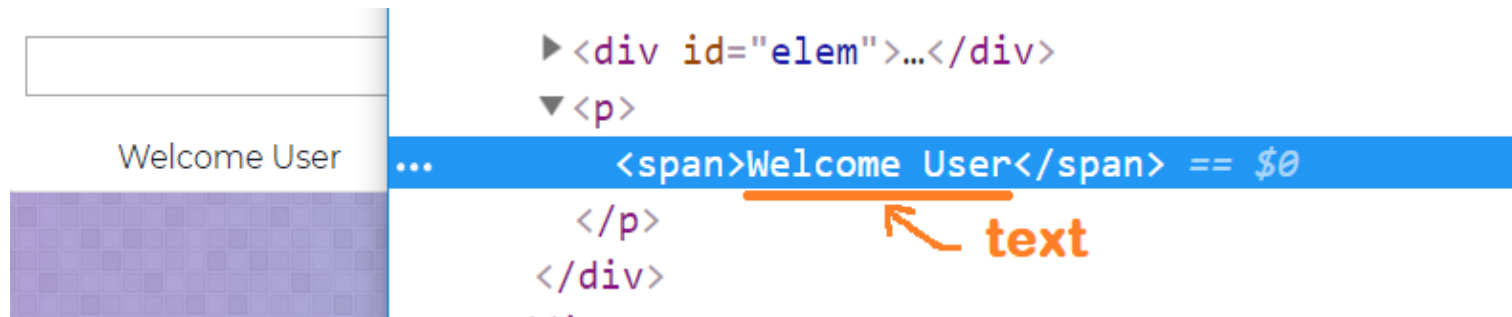 Welcome User
▶<div id="elem">…</div>
▼<p>
... <span>Welcome User</span> == $0
</p>
text
</div>